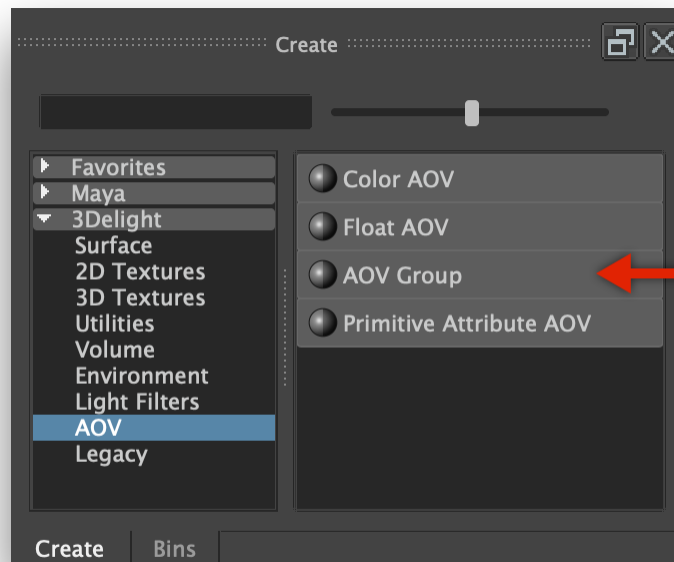 Create
Favorites
Maya
3Delight
Surface
2D Textures
3D Textures
Utilities
Volume
Environment
Light Filters
AOV
Legacy
Color AOV
Float AOV
AOV Group
Primitive Attribute AOV
Create
Bins